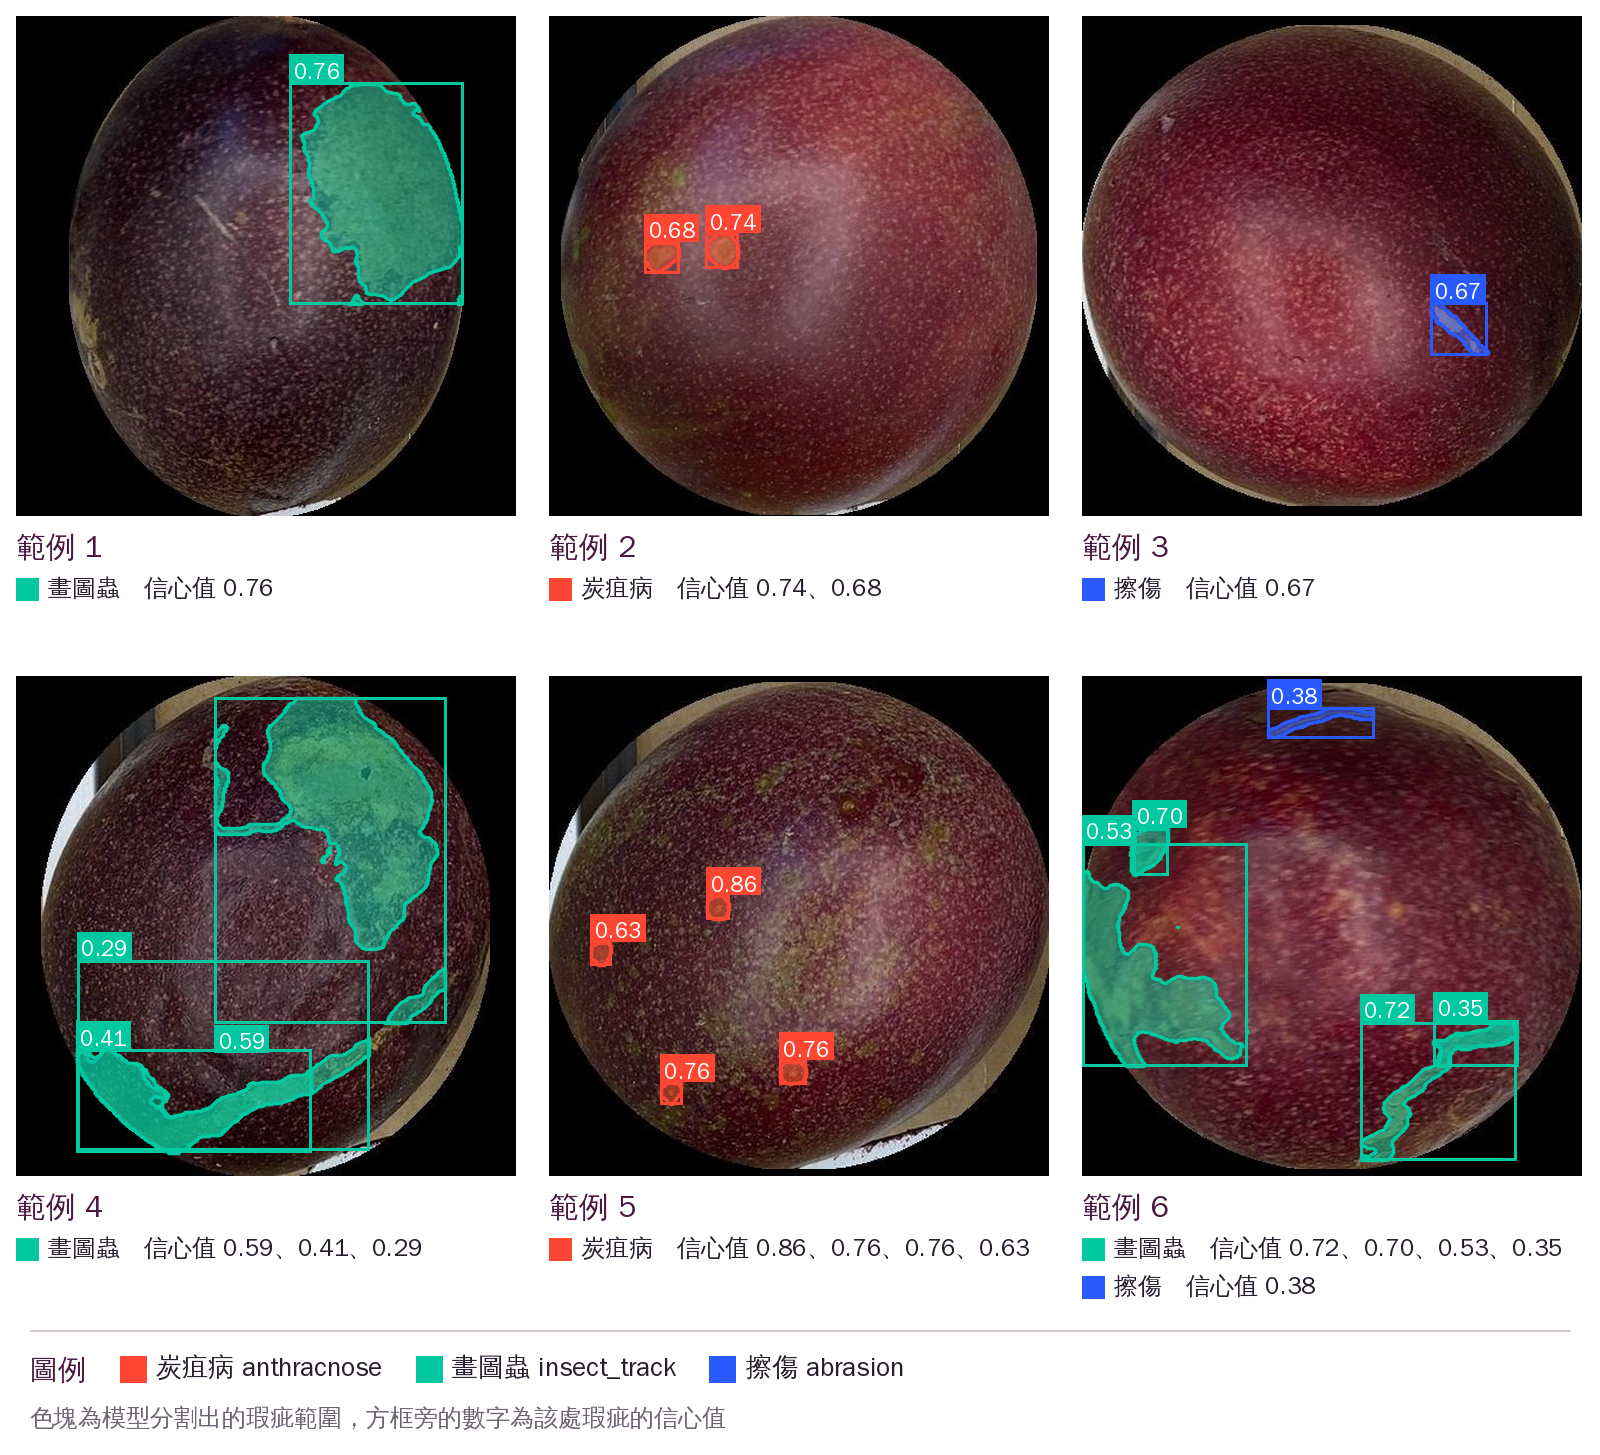 0.76
0.68
0.74
0.67
範例 1
畫圖蟲 信心值 0.76
範例 2
炭疽病 信心值 0.74、0.68
範例 3
擦傷 信心值 0.67
0.29
0.41
0.59
0.86
0.63
0.76
0.76
0.38
0.70
0.53
0.72
0.35
範例 4
畫圖蟲 信心值 0.59、0.41、0.29
範例 5
炭疽病 信心值 0.86、0.76、0.76、0.63
範例 6
畫圖蟲 信心值 0.72、0.70、0.53、0.35
擦傷 信心值 0.38
圖例 炭疽病 anthracnose 畫圖蟲 insect_track 擦傷 abrasion
色塊為模型分割出的瑕疵範圍，方框旁的數字為該處瑕疵的信心值